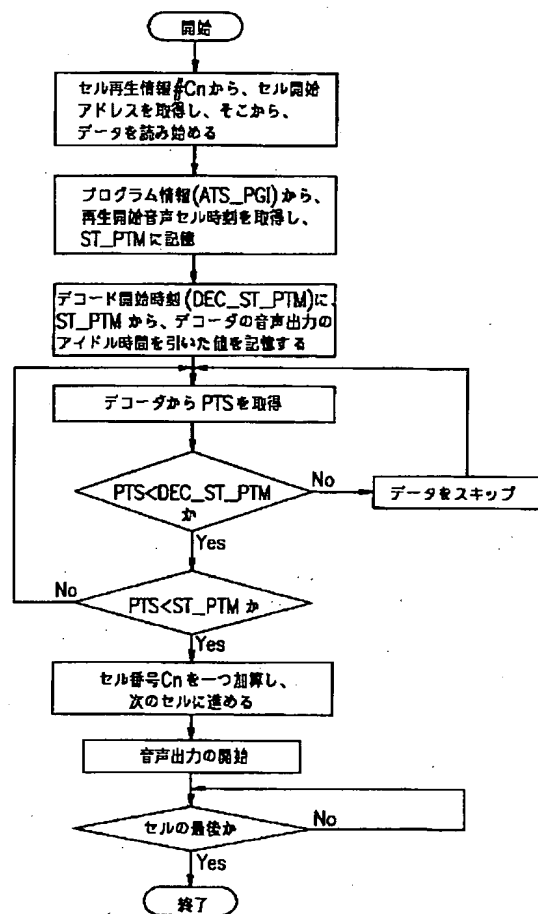 開始
セル再生情報#Cnから、セル開始
アドレスを取得し、そこから、
データを読み始める
プログラム情報(ATS_PGI)から、
再生開始音声セル時刻を取得し、
ST_PTMに記憶
デコード開始時刻(DEC_ST_PTM)に、
ST_PTMから、デコーダの音声出力の
アイドル時間を引いた値を記憶する
デコーダからPTSを取得
PTS<DEC_ST_PTM
か
No
データをスキップ
Yes
No
PTS<ST_PTMか
Yes
セル番号Cnを一つ加算し、
次のセルに進める
音声出力の開始
セルの最後か
No
Yes
終了